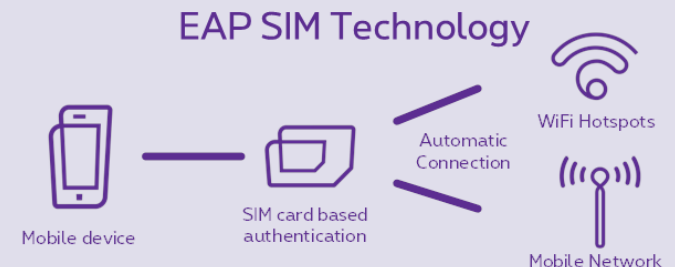 EAP SIM Technology
WiFi Hotspots
Automatic
Connection
SIM card based
authentication
Mobile device
Mobile Network